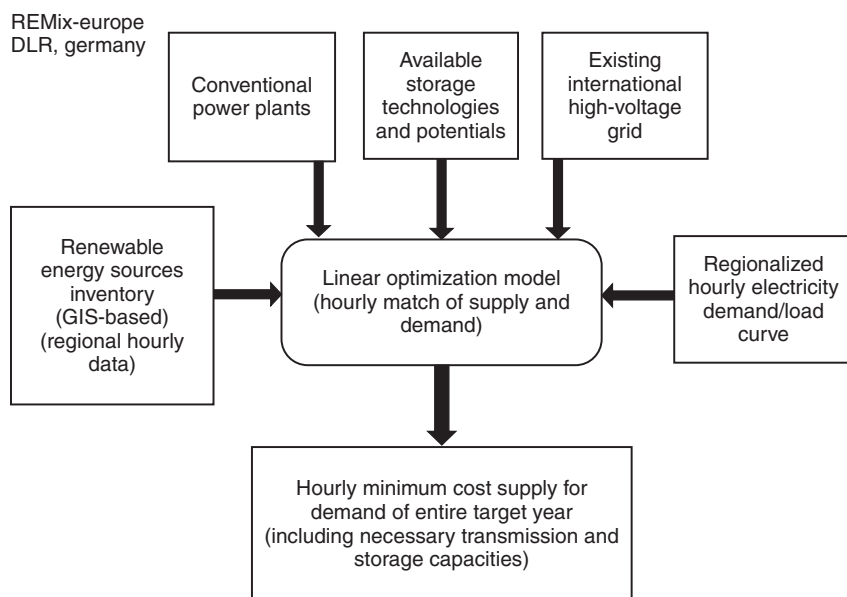 REMix-europe
DLR, germany
Conventional
power plants
Available
storage
technologies
and potentials
Existing
international
high-voltage
grid
Renewable
energy sources
inventory
(GIS-based)
(regional hourly
data)
Linear optimization model
(hourly match of supply and
demand)
Regionalized
hourly electricity
demand/load
curve
Hourly minimum cost supply for
demand of entire target year
(including necessary transmission and
storage capacities)